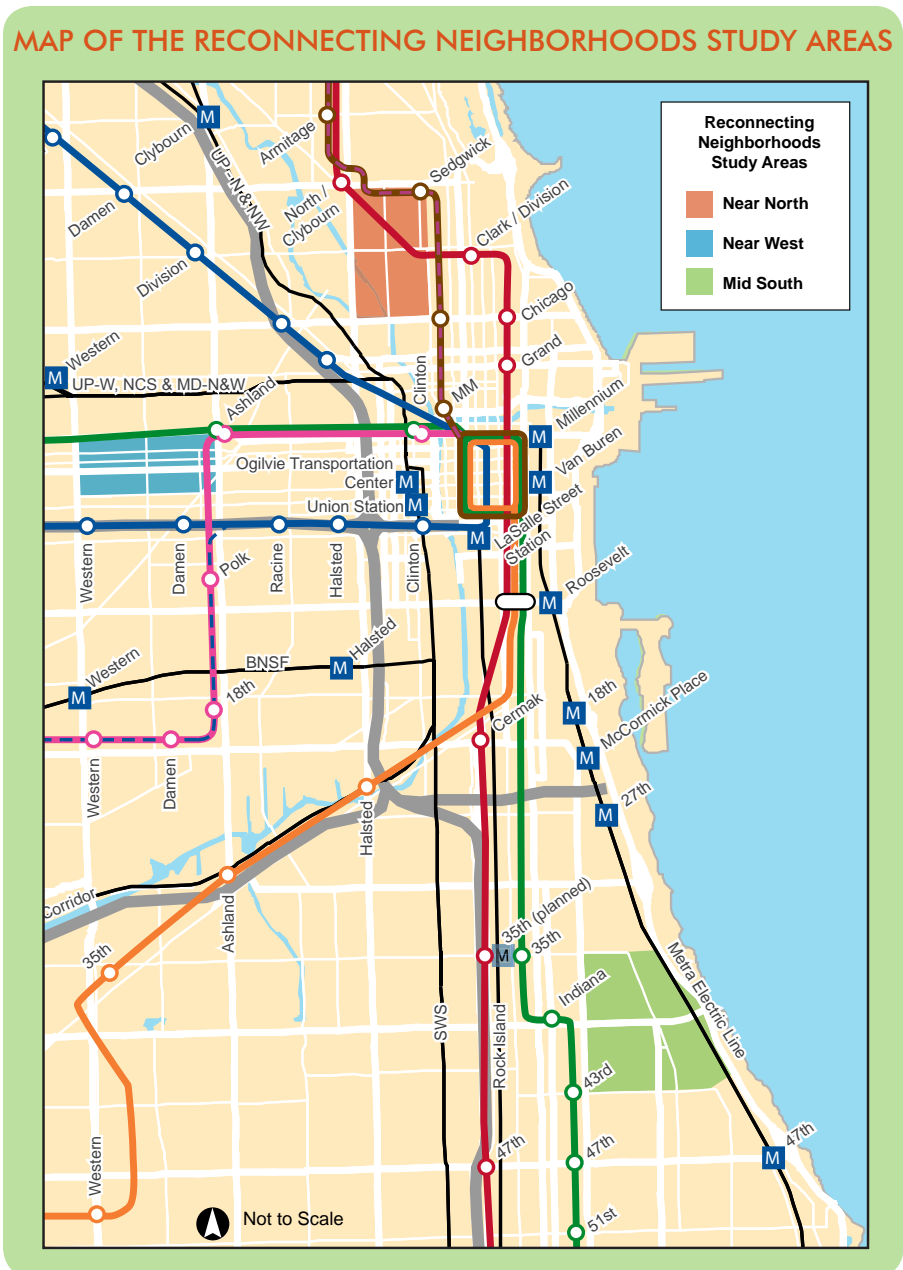 MAP OF THE RECONNECTING NEIGHBORHOODS STUDY AREAS
Reconnecting
Neighborhoods
Study Areas
Near North
Near West
Mid South
M
Clybourn
UP--N & NW
Armitage
Sedgwick
North /
Clybourn
Clark / Division
Damen
Division
Chicago
Grand
M
Western
UP-W, NCS & MD-N&W
Ashland
Clinton
MM
M
Millennium
M
Van Buren
Ogilvie Transportation
Center
M
Union Station
M
M
LaSalle Street
Station
Western
Damen
Racine
Halsted
Clinton
Polk
M
Roosevelt
M
Western
BNSF
M
Halsted
18th
Cermak
M
18th
M
McCormick Place
M
27th
Western
Damen
Halsted
Corridor
Ashland
35th
35th (planned)
M
35th
Indiana
Metra Electric Line
SWS
Rock Island
43rd
47th
47th
M
47th
Western
51st
Not to Scale